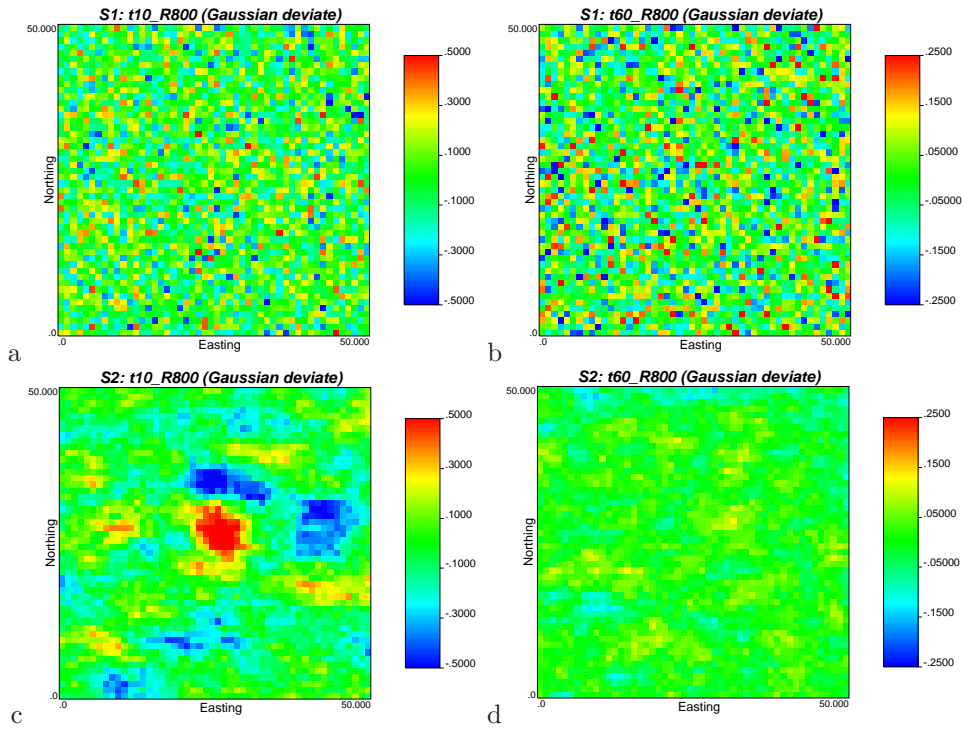 S1: t10_R800 (Gaussian deviate)
50.000
Northing
.0
.0
Easting
50.000
.5000
.3000
.1000
-.1000
-.3000
-.5000
a
S1: t60_R800 (Gaussian deviate)
50.000
Northing
.0
.0
Easting
50.000
.2500
.1500
.05000
-.05000
-.1500
-.2500
b
S2: t10_R800 (Gaussian deviate)
50.000
Northing
.0
.0
Easting
50.000
.5000
.3000
.1000
-.1000
-.3000
-.5000
c
S2: t60_R800 (Gaussian deviate)
50.000
Northing
.0
.0
Easting
50.000
.2500
.1500
.05000
-.05000
-.1500
-.2500
d